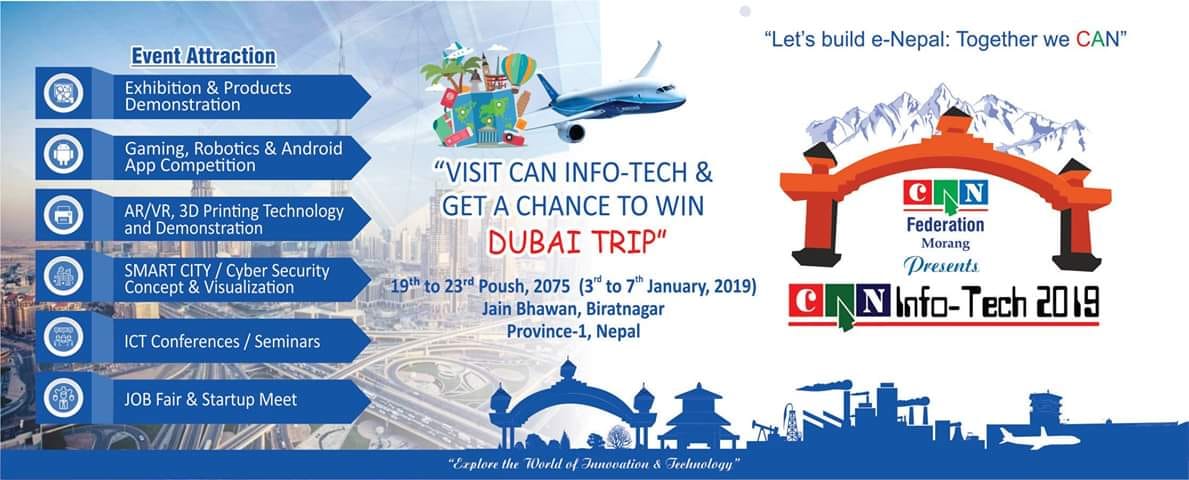 Event Attraction
Exhibition & Products
Demonstration
Gaming, Robotics & Android
App Competition
AR/VR, 3D Printing Technology
and Demonstration
SMART CITY / Cyber Security
Concept & Visualization
ICT Conferences / Seminars
JOB Fair & Startup Meet
“VISIT CAN INFO-TECH &
GET A CHANCE TO WIN
DUBAI TRIP”
19th to 23rd Poush, 2075 (3rd to 7th January, 2019)
Jain Bhawan, Biratnagar
Province-1, Nepal
“Let's build e-Nepal: Together we CAN”
CAN
Federation
Morang
Presents
CAN Info-Tech 2019
“Explore the World of Innovation & Technology”